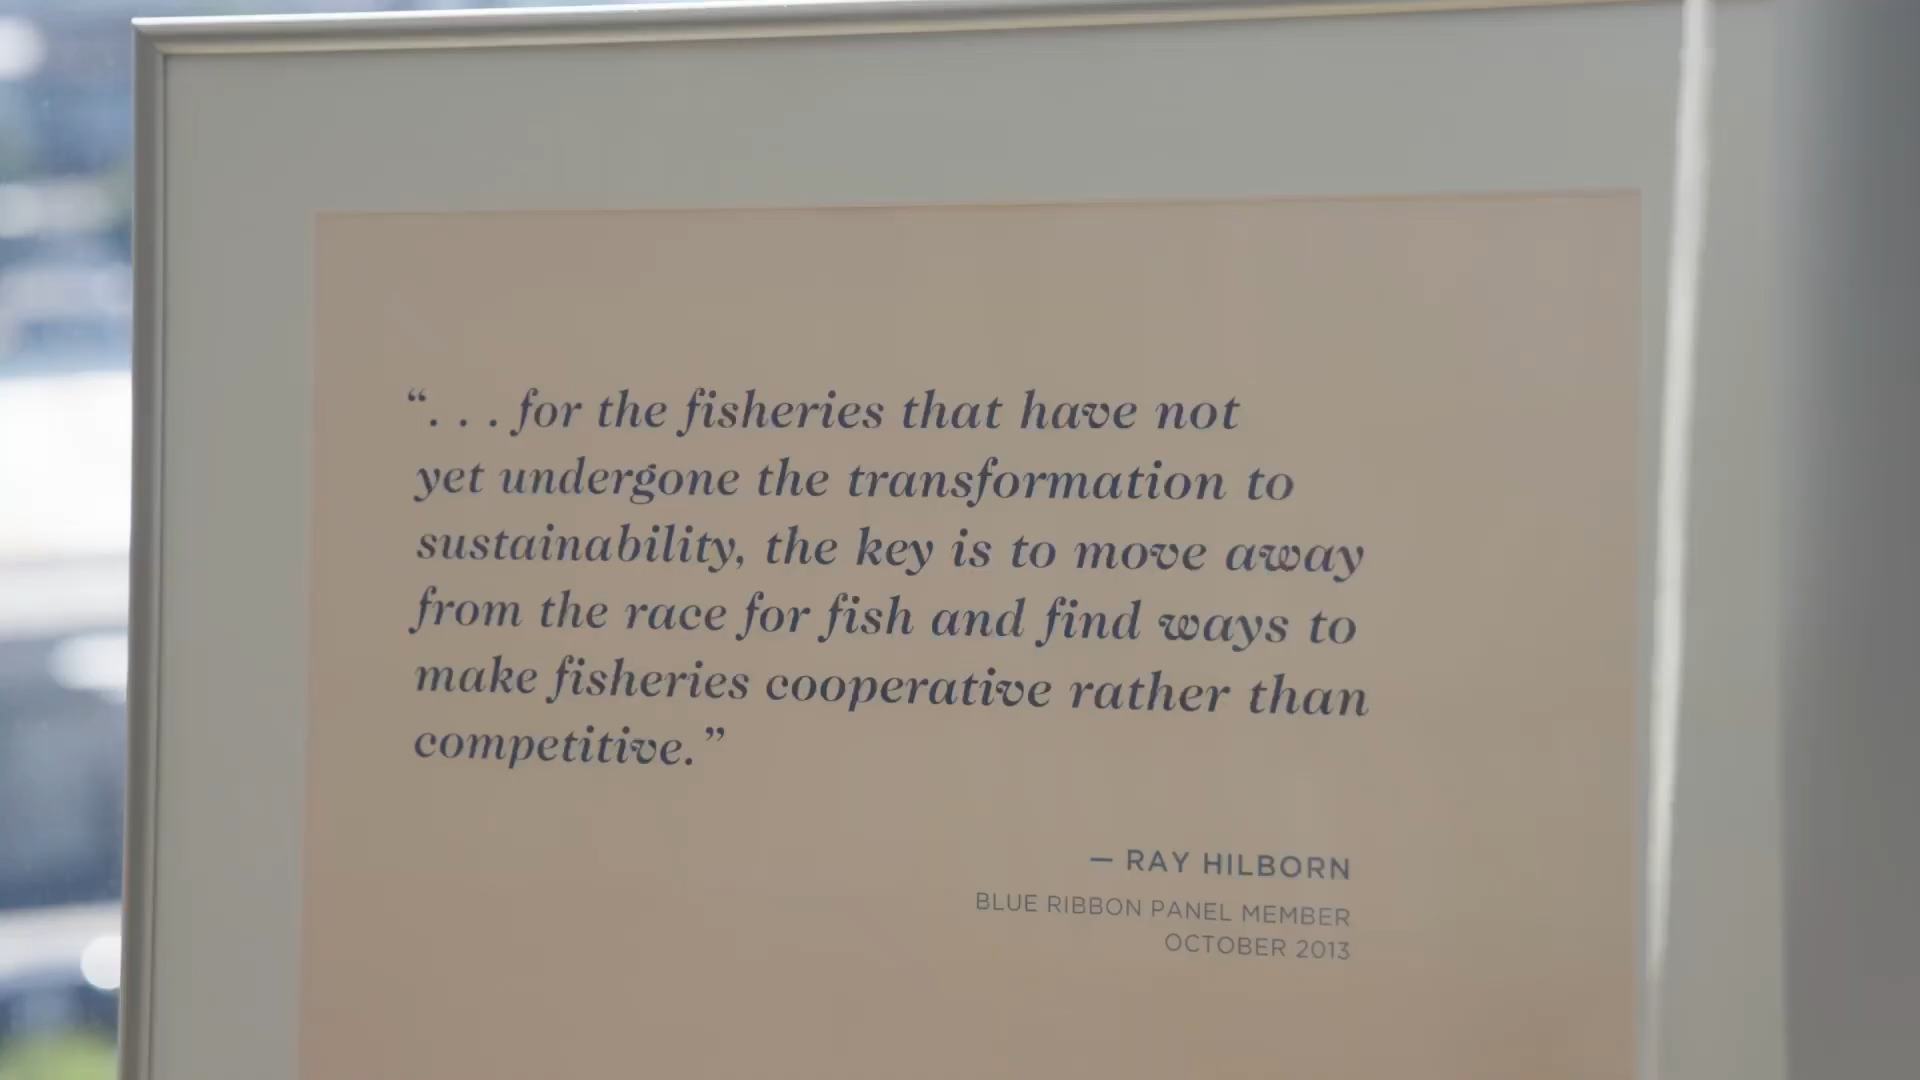 “. . . for the fisheries that have not
yet undergone the transformation to
sustainability, the key is to move away
from the race for fish and find ways to
make fisheries cooperative rather than
competitive.”
— RAY HILBORN
BLUE RIBBON PANEL MEMBER
OCTOBER 2013